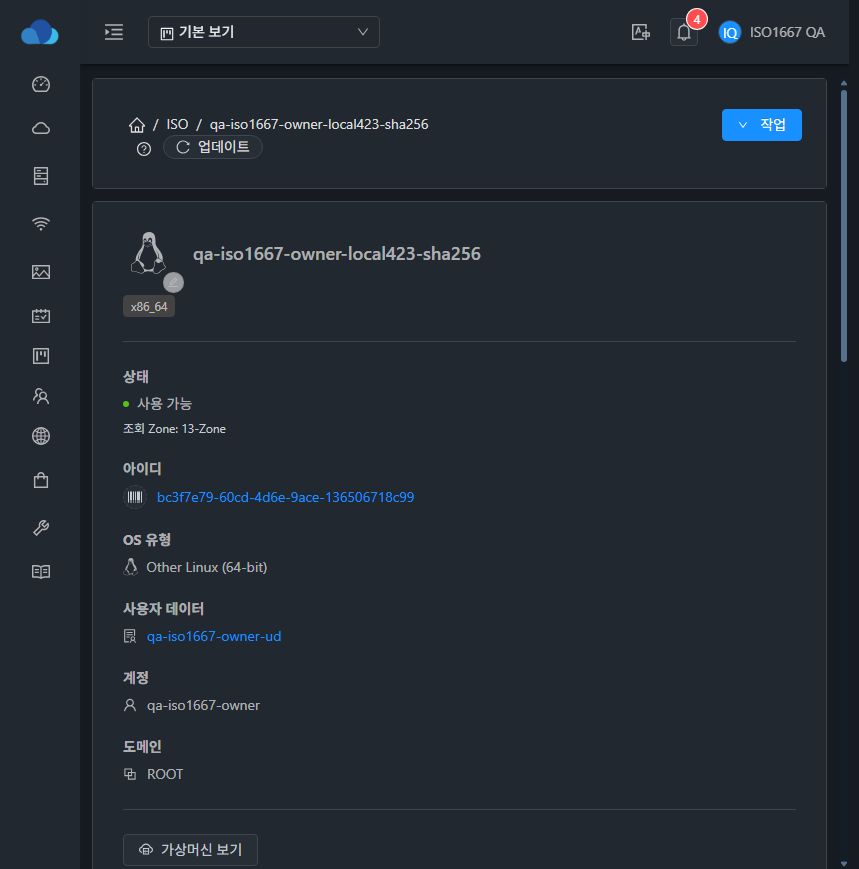 기본 보기
4
IQ
ISO1667 QA
/ ISO / qa-iso1667-owner-local423-sha256
업데이트
작업
qa-iso1667-owner-local423-sha256
x86_64
상태
사용 가능
조회 Zone: 13-Zone
아이디
bc3f7e79-60cd-4d6e-9ace-136506718c99
OS 유형
Other Linux (64-bit)
사용자 데이터
qa-iso1667-owner-ud
계정
qa-iso1667-owner
도메인
ROOT
가상머신 보기